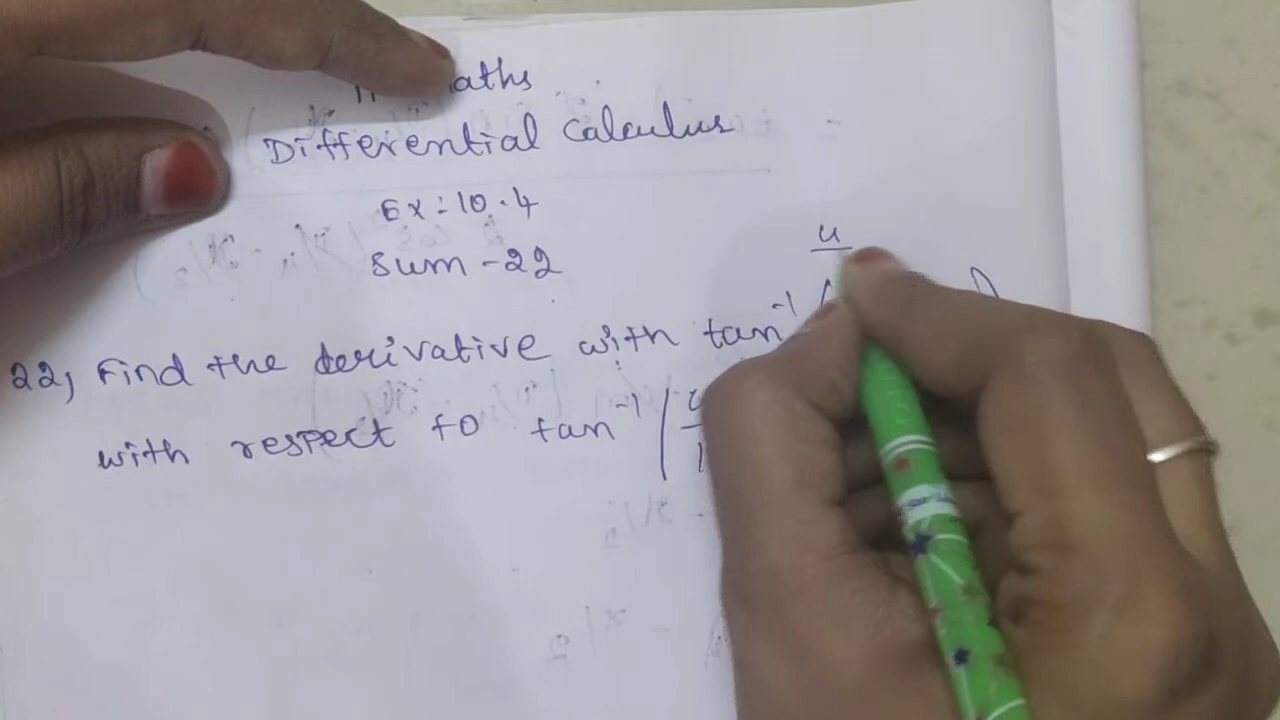 aths
Differential Calculus
Ex:10.4
Sum-22
u
22, Find the derivative with tan⁻¹ (
with respect to tan⁻¹ (